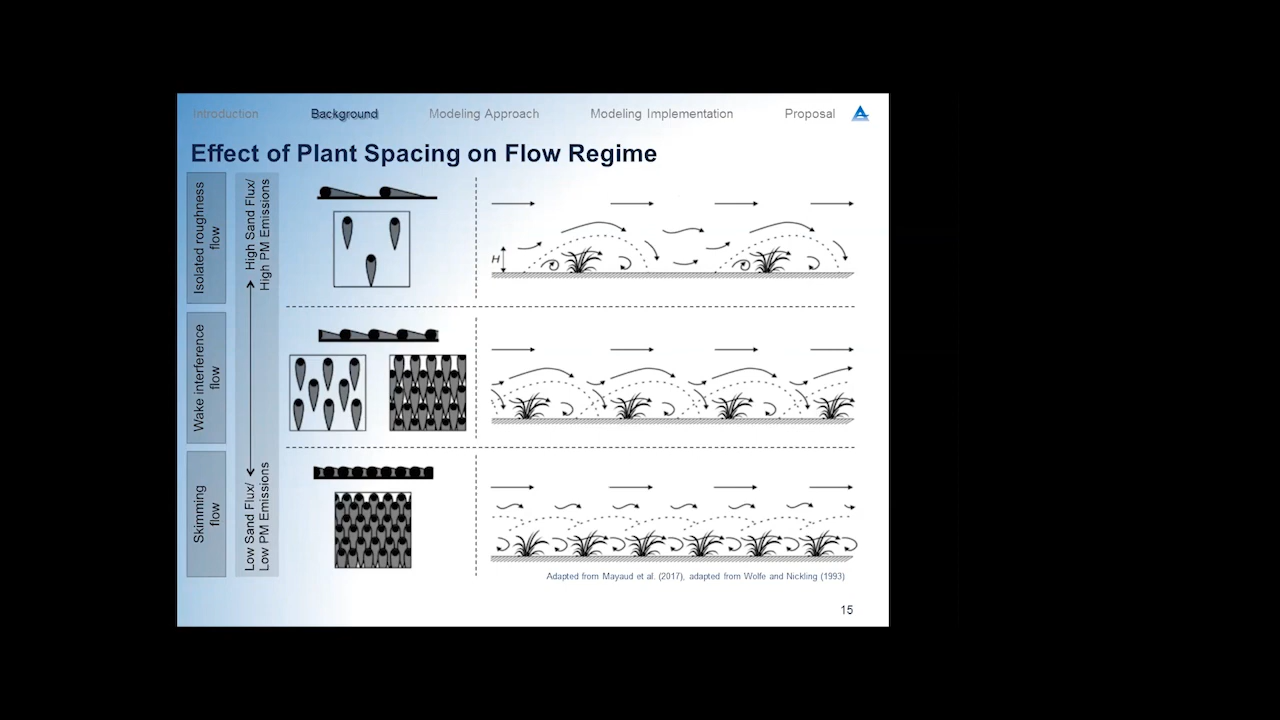 Introduction
Background
Modeling Approach
Modeling Implementation
Proposal
Effect of Plant Spacing on Flow Regime
Isolated roughness
flow
High Sand Flux/
High PM Emissions
H
Wake interference
flow
Skimming
flow
Low Sand Flux/
Low PM Emissions
Adapted from Mayaud et al. (2017), adapted from Wolfe and Nickling (1993)
15